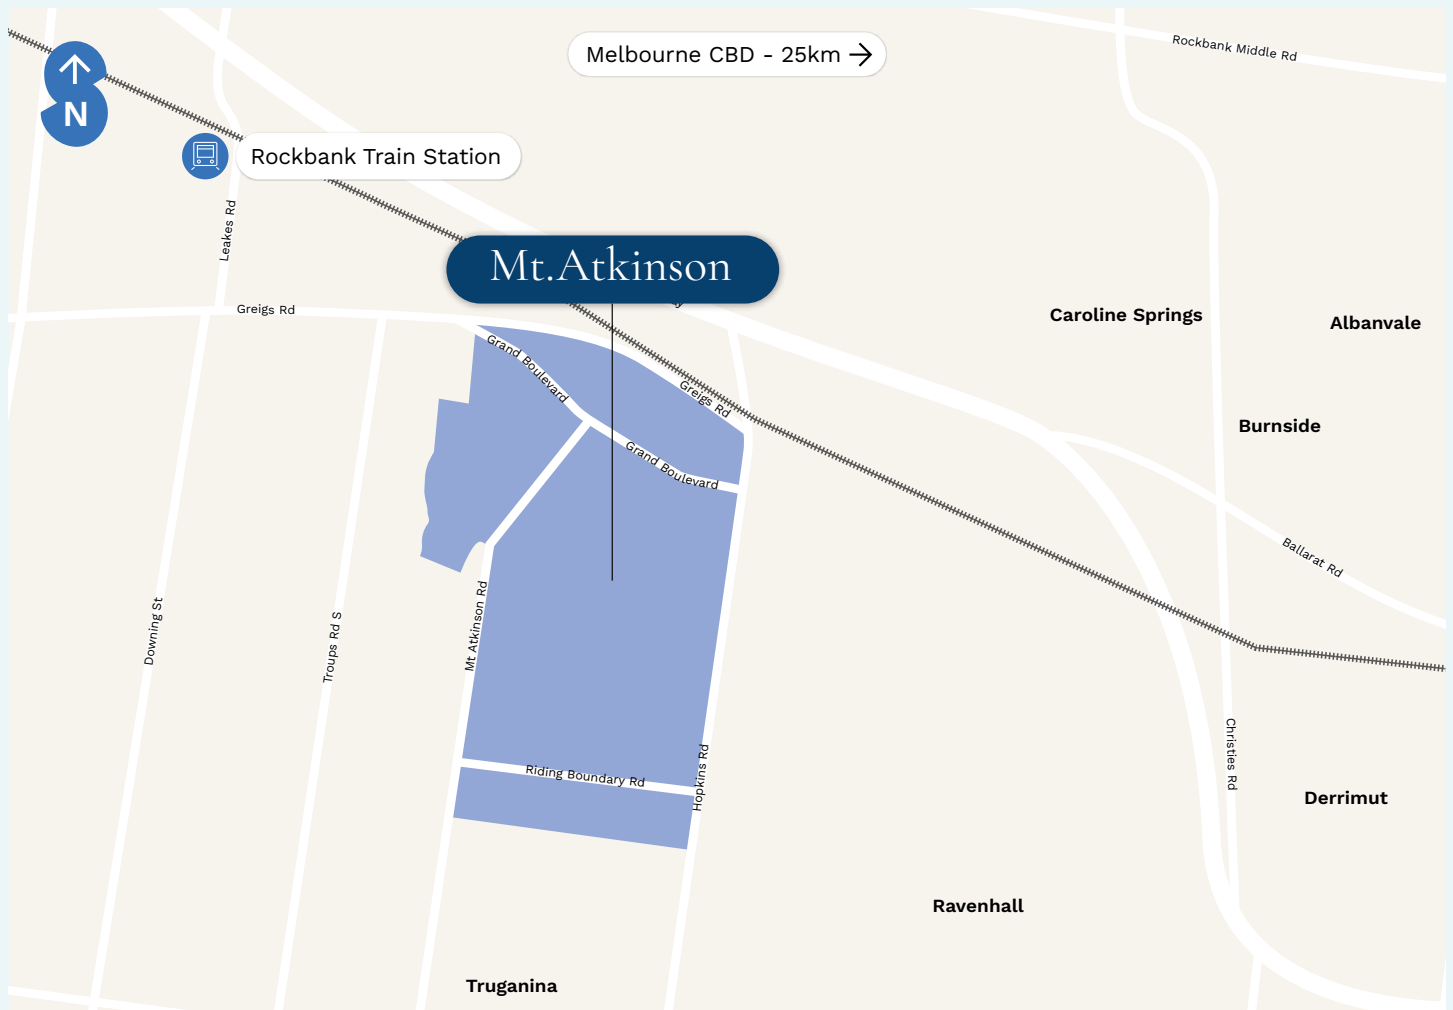 Rockbank Middle Rd
Melbourne CBD - 25km
N
Rockbank Train Station
Leakes Rd
Mt.Atkinson
Greigs Rd
Caroline Springs
Albanvale
Grand Boulevard
Greigs Rd
Burnside
Grand Boulevard
Ballarat Rd
Downing St
Troups Rd S
Mt Atkinson Rd
Riding Boundary Rd
Hopkins Rd
Christies Rd
Derrimut
Ravenhall
Truganina